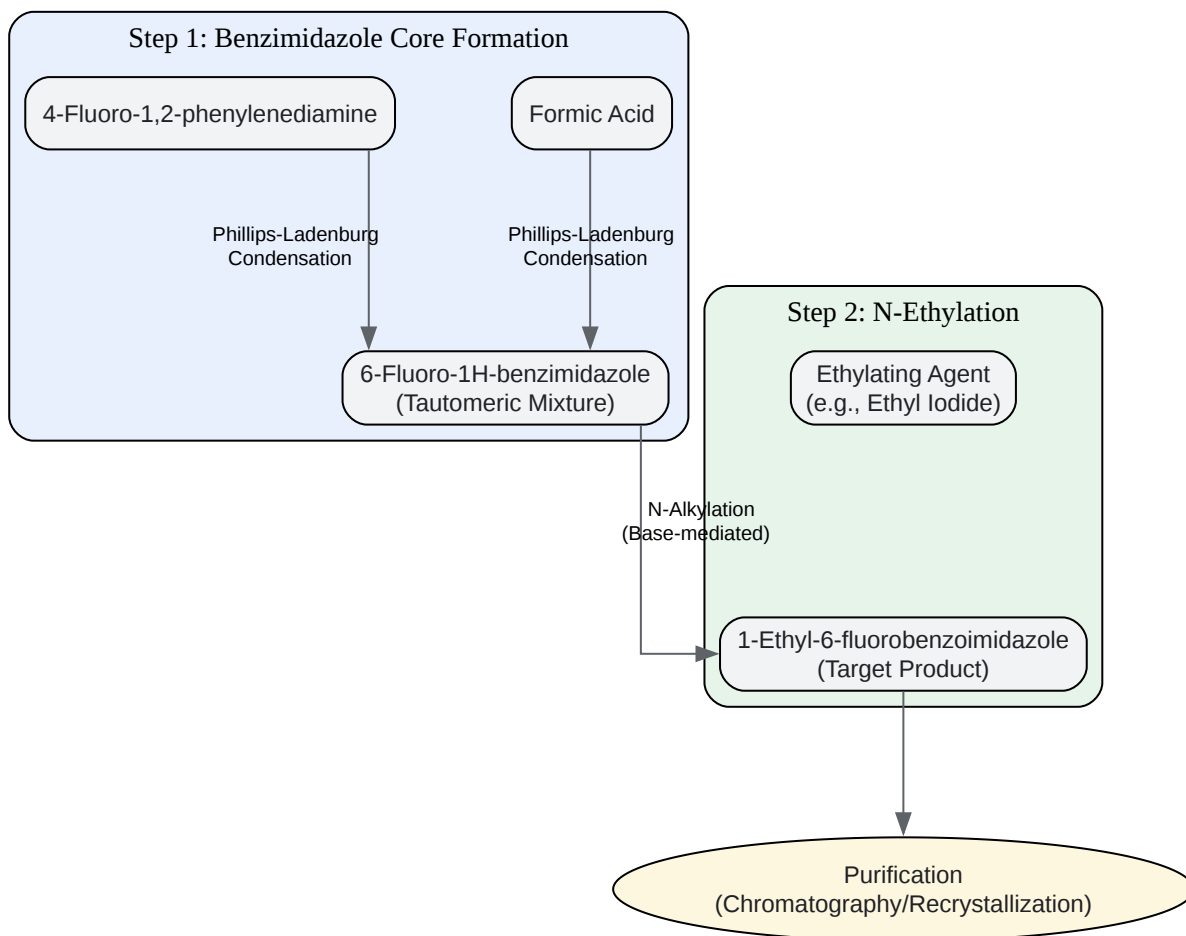 Step 1: Benzimidazole Core Formation
4-Fluoro-1,2-phenylenediamine
Formic Acid
Phillips-Ladenburg
Condensation
Phillips-Ladenburg
Condensation
6-Fluoro-1H-benzimidazole
(Tautomeric Mixture)
Step 2: N-Ethylation
Ethylating Agent
(e.g., Ethyl Iodide)
N-Alkylation
(Base-mediated)
1-Ethyl-6-fluorobenzoimidazole
(Target Product)
Purification
(Chromatography/Recrystallization)